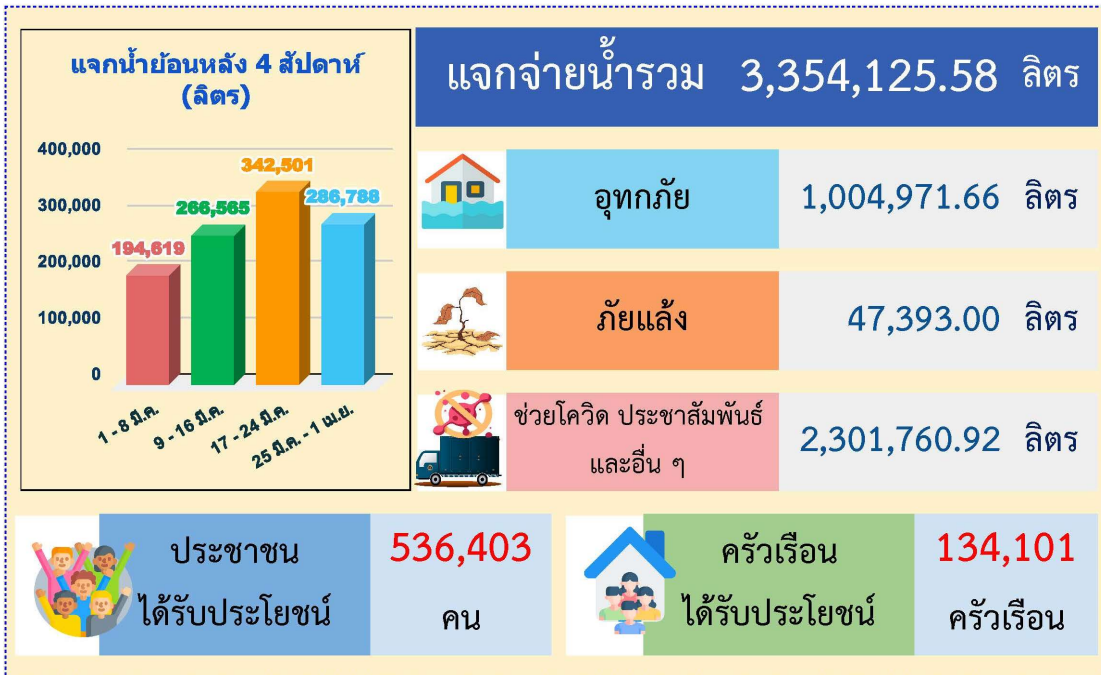 แจกน้ำย้อนหลัง 4 สัปดาห์
(ลิตร)
400,000
300,000
200,000
100,000
0
194,619
266,565
342,501
286,788
1 - 8 มี.ค.
9 - 16 มี.ค.
17 - 24 มี.ค.
25 มี.ค. - 1 เม.ย.
แจกจ่ายน้ำรวม 3,354,125.58 ลิตร
อุทกภัย 1,004,971.66 ลิตร
ภัยแล้ง 47,393.00 ลิตร
ช่วยโควิด ประชาสัมพันธ์
และอื่น ๆ
2,301,760.92 ลิตร
ประชาชน
ได้รับประโยชน์
536,403
คน
ครัวเรือน
ได้รับประโยชน์
134,101
ครัวเรือน